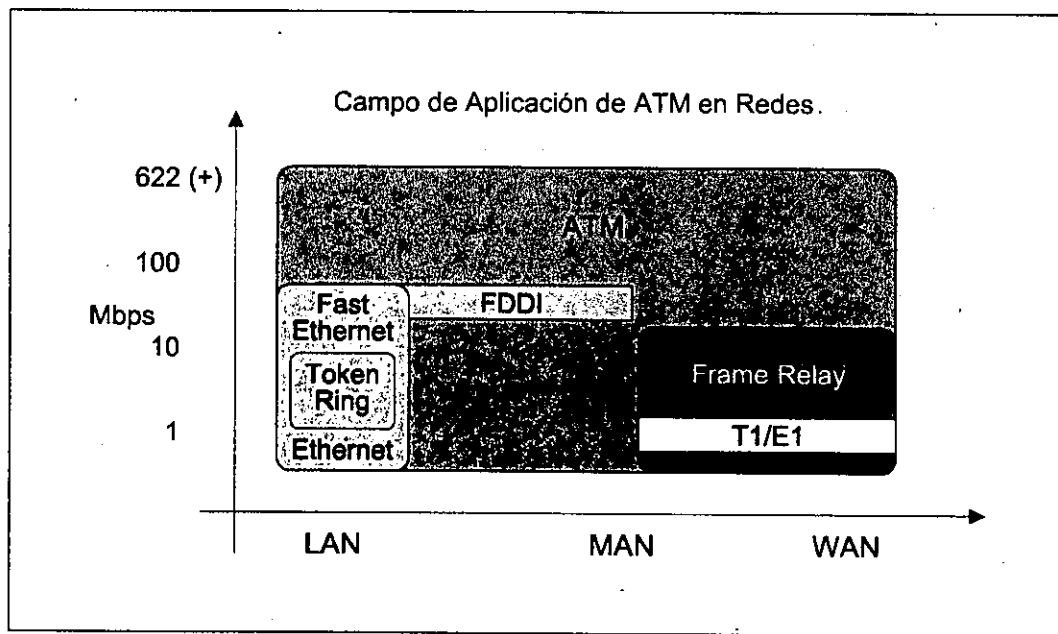 Campo de Aplicación de ATM en Redes.
622 (+)
ATM
100
Fast
Ethernet
FDDI
Mbps
10
Token
Ring
Frame Relay
1
T1/E1
Ethernet
LAN
MAN
WAN